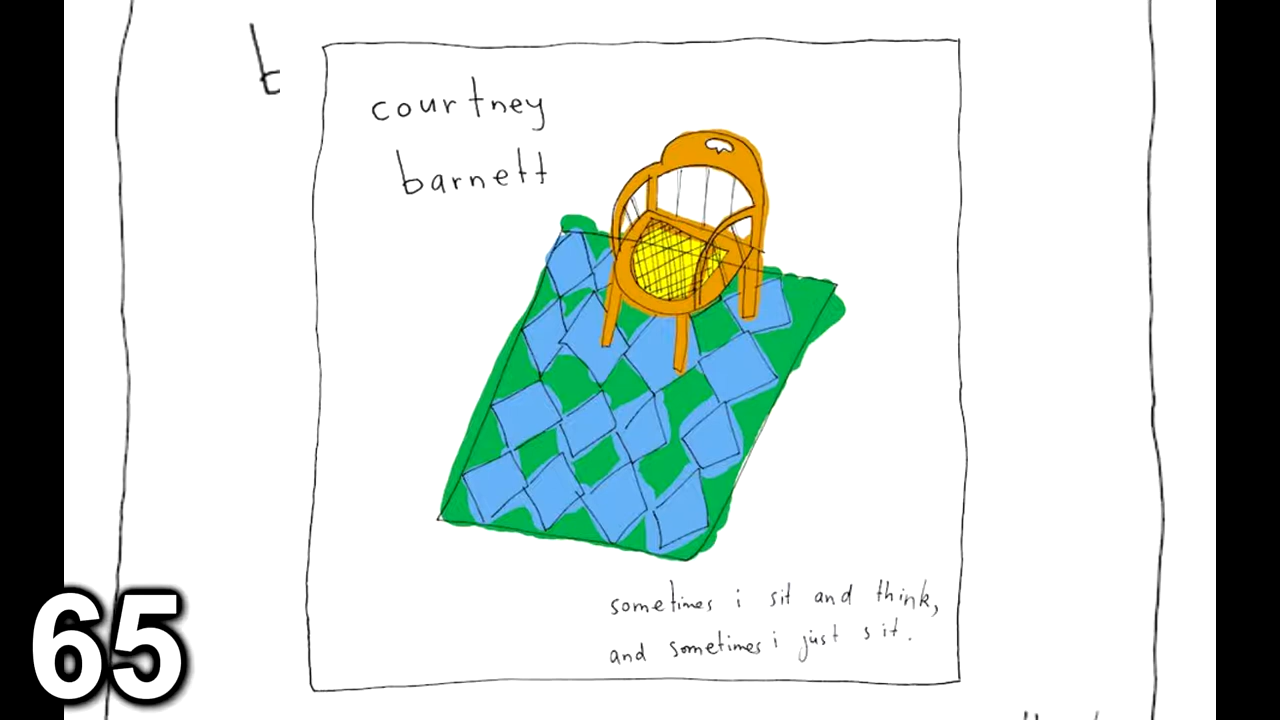 courtney
barnett
sometimes i sit and think,
and sometimes i just sit.
65